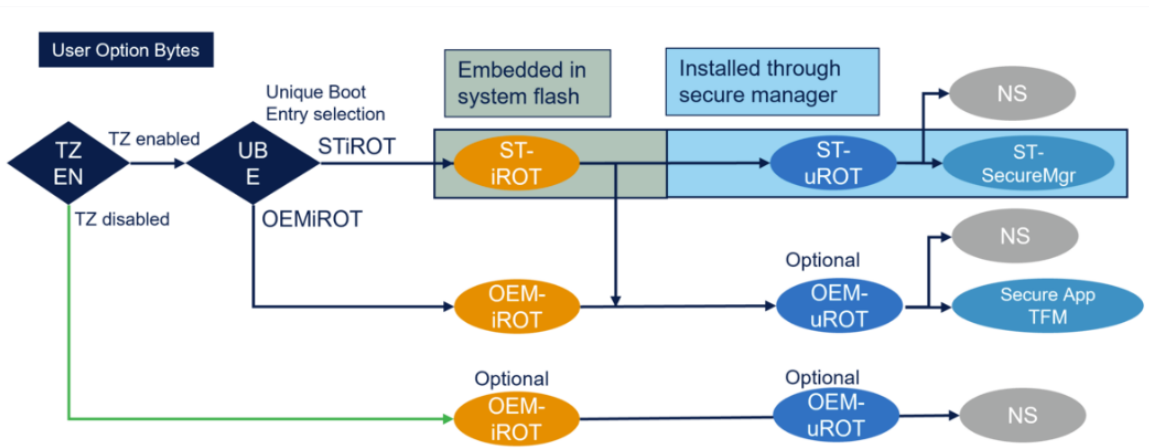 User Option Bytes
Embedded in
system flash
Installed through
secure manager
Unique Boot
Entry selection
NS
TZ
EN
TZ enabled
UB
E
STiROT
ST-
iROT
ST-
uROT
ST-
SecureMgr
TZ disabled
OEMiROT
NS
Optional
OEM-
iROT
OEM-
uROT
Secure App
TFM
Optional
OEM-
iROT
Optional
OEM-
uROT
NS